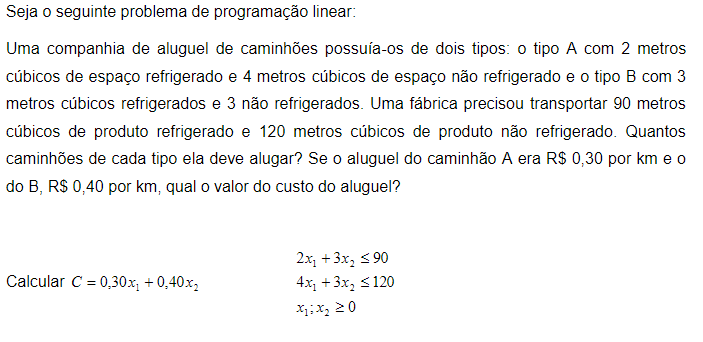 Seja o seguinte problema de programação linear:
Uma companhia de aluguel de caminhões possuía-os de dois tipos: o tipo A com 2 metros
cúbicos de espaço refrigerado e 4 metros cúbicos de espaço não refrigerado e o tipo B com 3
metros cúbicos refrigerados e 3 não refrigerados. Uma fábrica precisou transportar 90 metros
cúbicos de produto refrigerado e 120 metros cúbicos de produto não refrigerado. Quantos
caminhões de cada tipo ela deve alugar? Se o aluguel do caminhão A era R$ 0,30 por km e o
do B, R$ 0,40 por km, qual o valor do custo do aluguel?
2x₁ + 3x₂ ≤ 90
Calcular C = 0,30x₁ + 0,40x₂ 4x₁ + 3x₂ ≤ 120
x₁; x₂ ≥ 0